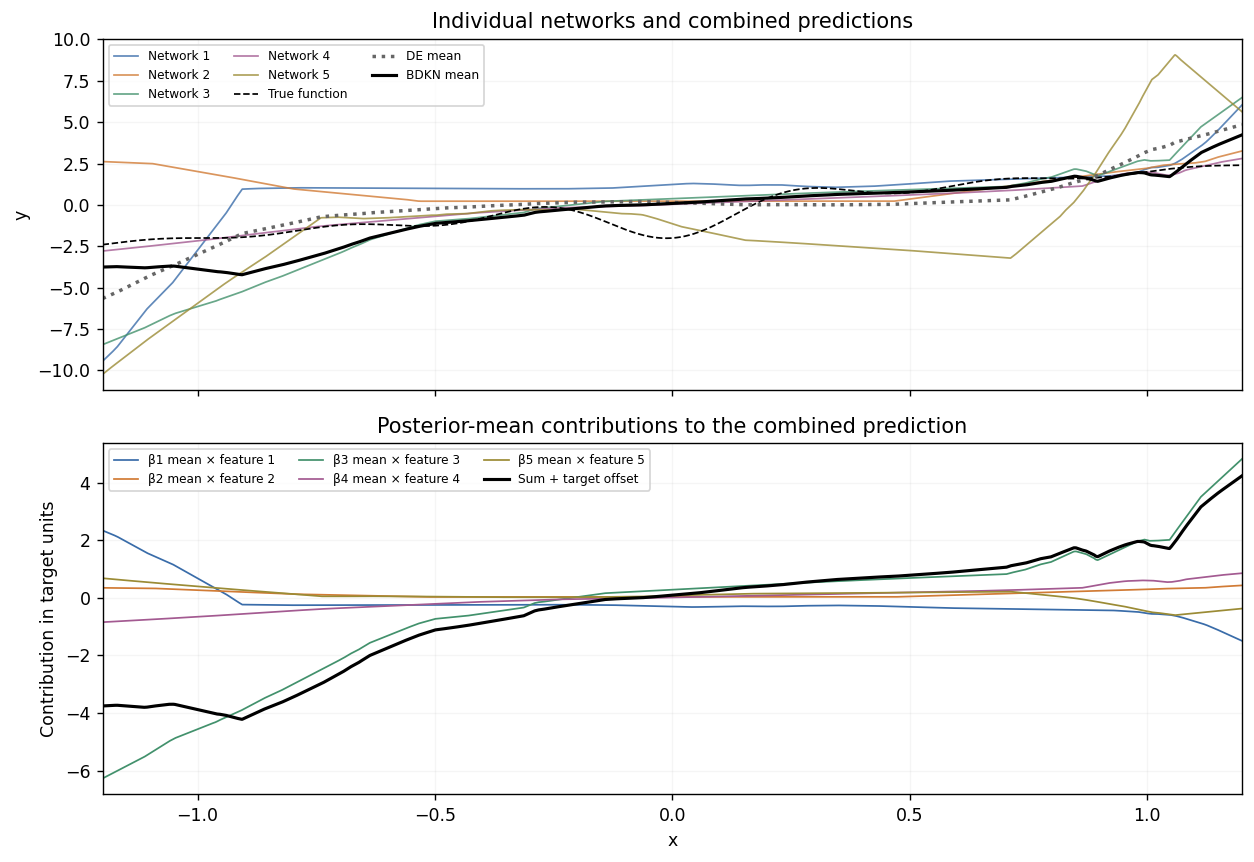 Individual networks and combined predictions
Network 1
Network 2
Network 3
Network 4
Network 5
True function
DE mean
BDKN mean
10.0
7.5
5.0
2.5
0.0
−2.5
−5.0
−7.5
−10.0
y
Posterior-mean contributions to the combined prediction
β1 mean × feature 1
β2 mean × feature 2
β3 mean × feature 3
β4 mean × feature 4
β5 mean × feature 5
Sum + target offset
4
2
0
−2
−4
−6
Contribution in target units
−1.0
−0.5
0.0
0.5
1.0
x